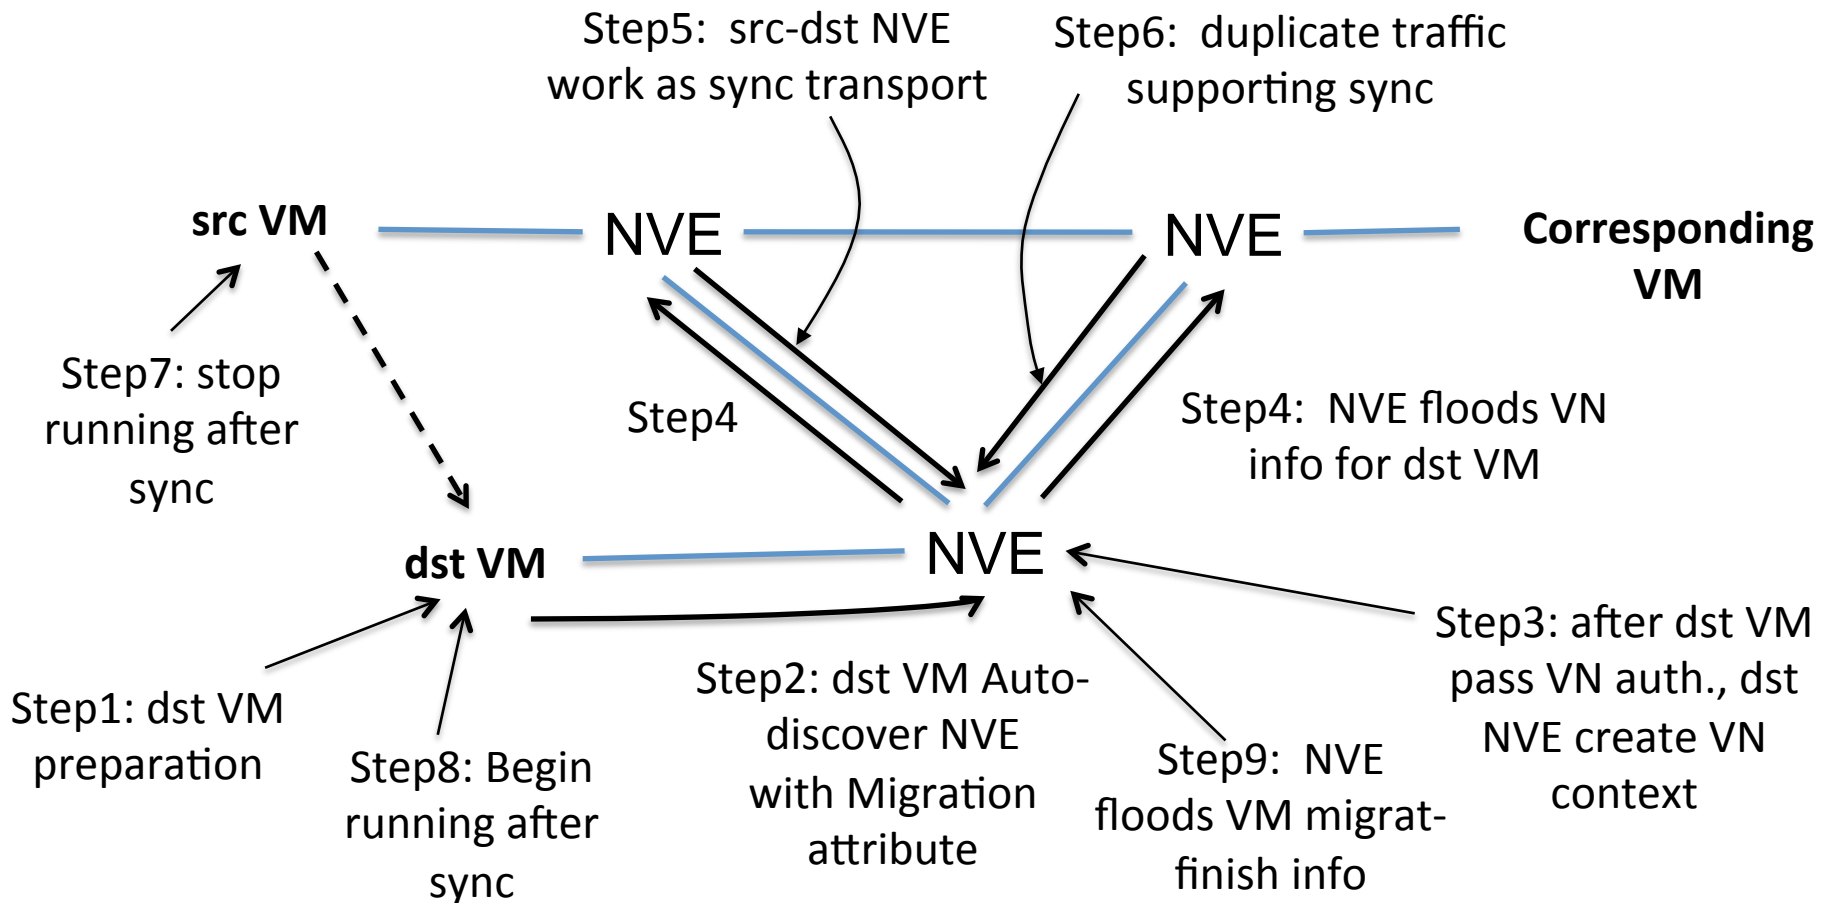 Step5: src-dst NVE
work as sync transport
Step6: duplicate traffic
supporting sync
src VM
NVE
NVE
Corresponding
VM
Step7: stop
running after
sync
Step4
Step4: NVE floods VN
info for dst VM
dst VM
NVE
Step1: dst VM
preparation
Step8: Begin
running after
sync
Step2: dst VM Auto-
discover NVE
with Migration
attribute
Step9: NVE
floods VM migrat-
finish info
Step3: after dst VM
pass VN auth., dst
NVE create VN
context